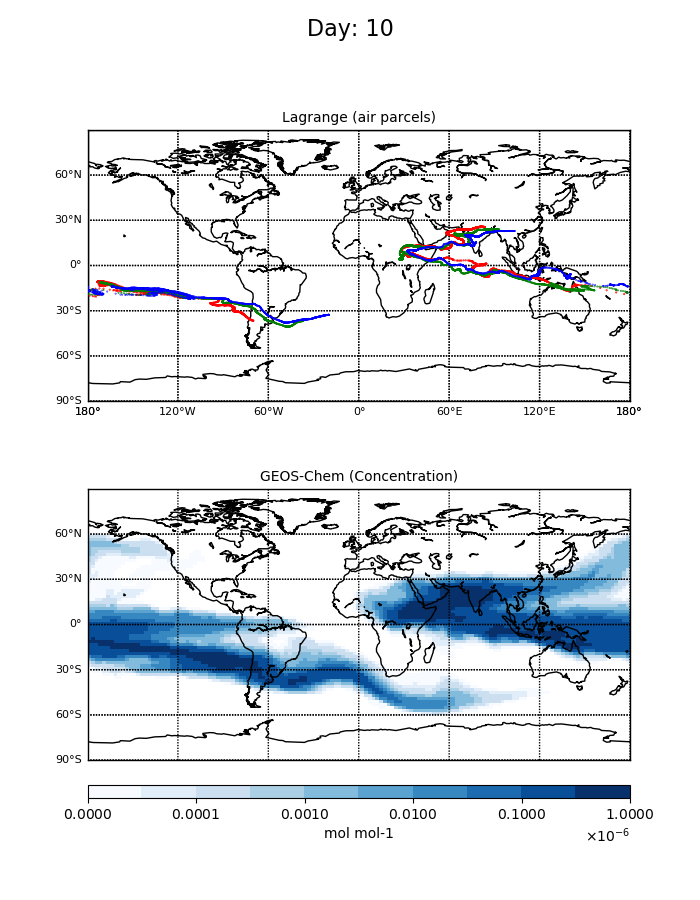 Day: 10
Lagrange (air parcels)
60°N
30°N
0°
30°S
60°S
90°S
180° 120°W 60°W 0° 60°E 120°E 180°
GEOS-Chem (Concentration)
60°N
30°N
0°
30°S
60°S
90°S
0.0000 0.0001 0.0010 0.0100 0.1000 1.0000
mol mol-1
×10⁻⁶